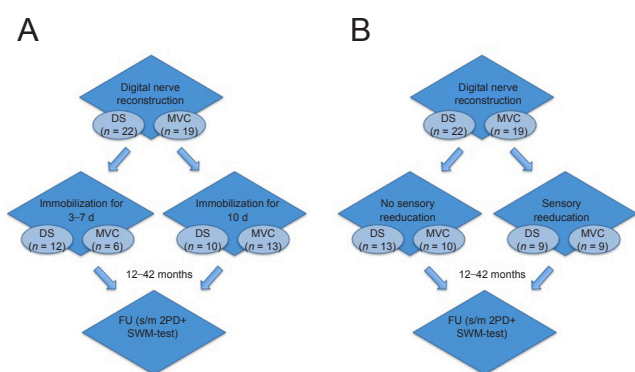 A
Digital nerve
reconstruction
DS
(n = 22)
MVC
(n = 19)
Immobilization for
3–7 d
DS
(n = 12)
MVC
(n = 6)
Immobilization for
10 d
DS
(n = 10)
MVC
(n = 13)
12–42 months
FU (s/m 2PD+
SWM-test)
B
Digital nerve
reconstruction
DS
(n = 22)
MVC
(n = 19)
No sensory
reeducation
DS
(n = 13)
MVC
(n = 10)
Sensory
reeducation
DS
(n = 9)
MVC
(n = 9)
12–42 months
FU (s/m 2PD+
SWM-test)